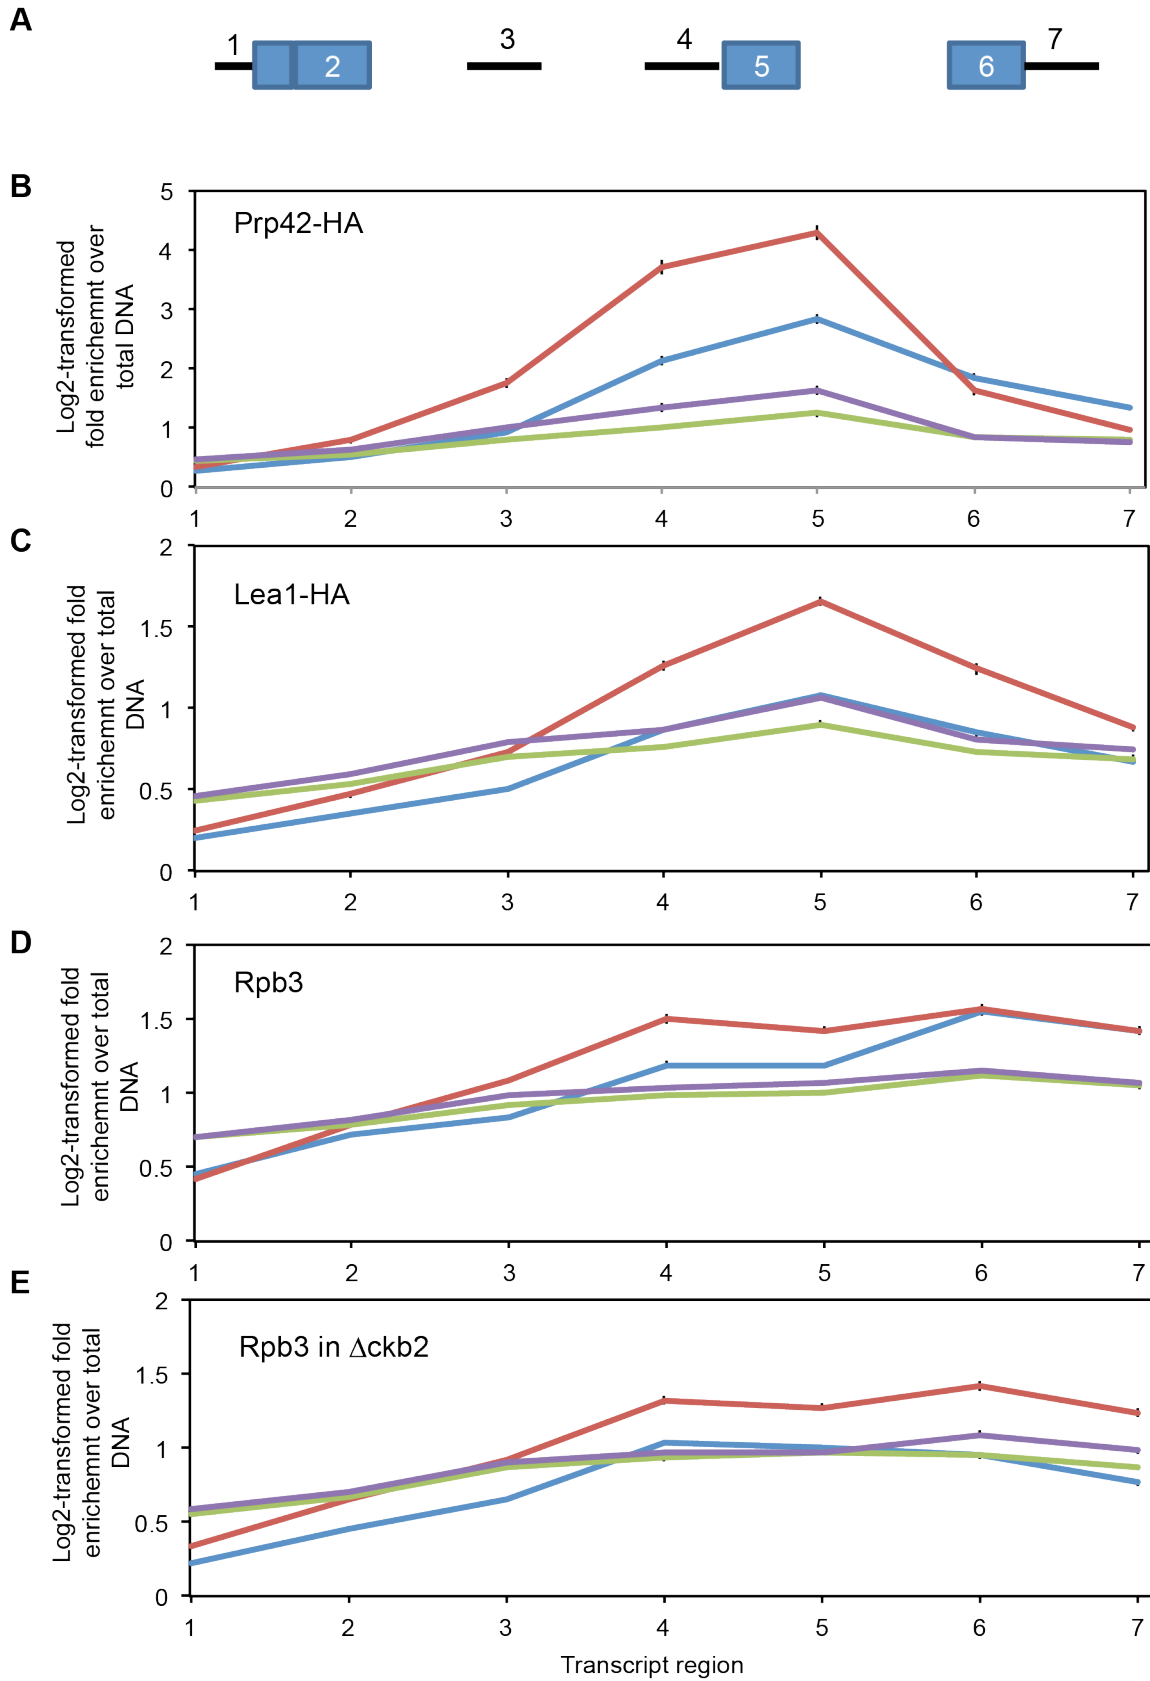 A
1
2
3
4
5
6
7
B
Log2-transformed
fold enrichemnt over
total DNA
Prp42-HA
5
4
3
2
1
0
1 2 3 4 5 6 7
C
Log2-transformed fold
enrichemnt over total
DNA
Lea1-HA
2
1.5
1
0.5
0
1 2 3 4 5 6 7
D
Log2-transformed fold
enrichemnt over total
DNA
Rpb3
2
1.5
1
0.5
0
1 2 3 4 5 6 7
E
Log2-transformed fold
enrichemnt over total
DNA
Rpb3 in Δckb2
2
1.5
1
0.5
0
1 2 3 4 5 6 7
Transcript region